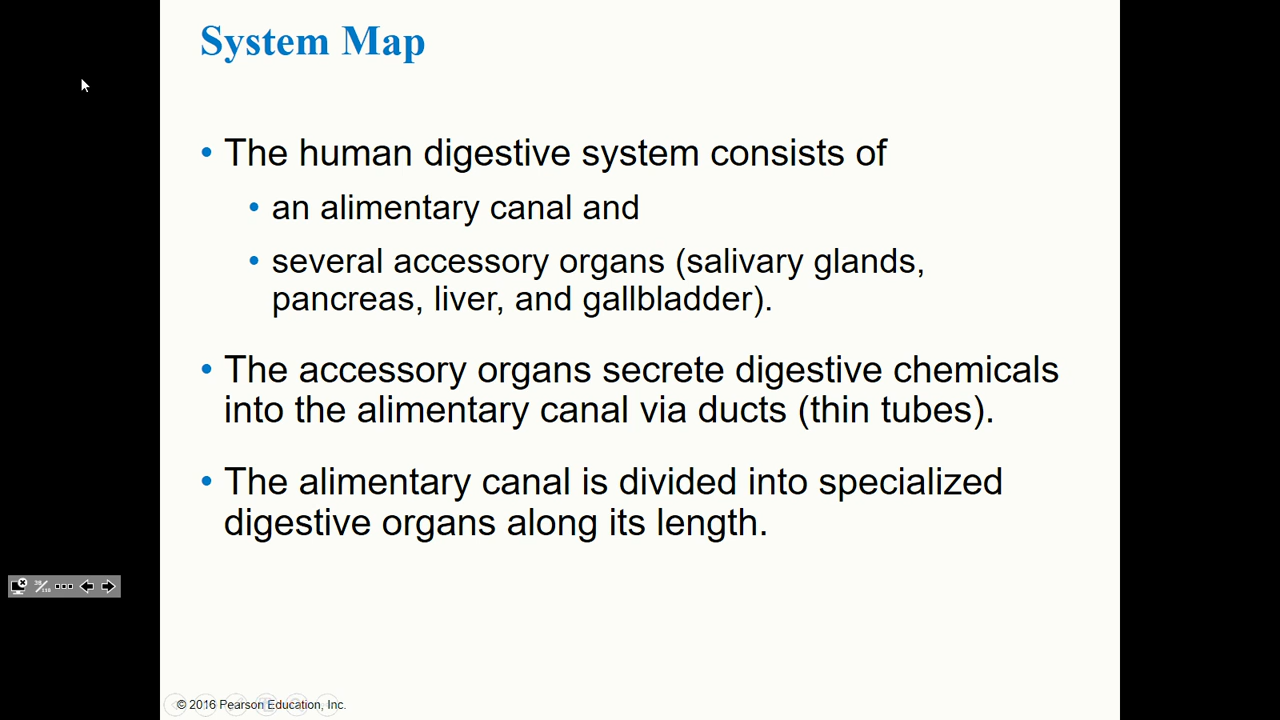 System Map
• The human digestive system consists of
• an alimentary canal and
• several accessory organs (salivary glands,
pancreas, liver, and gallbladder).
• The accessory organs secrete digestive chemicals
into the alimentary canal via ducts (thin tubes).
• The alimentary canal is divided into specialized
digestive organs along its length.
© 2016 Pearson Education, Inc.